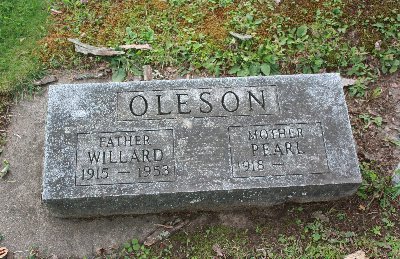 OLESON
FATHER
WILLARD
1915 — 1953
MOTHER
PEARL
1918 —